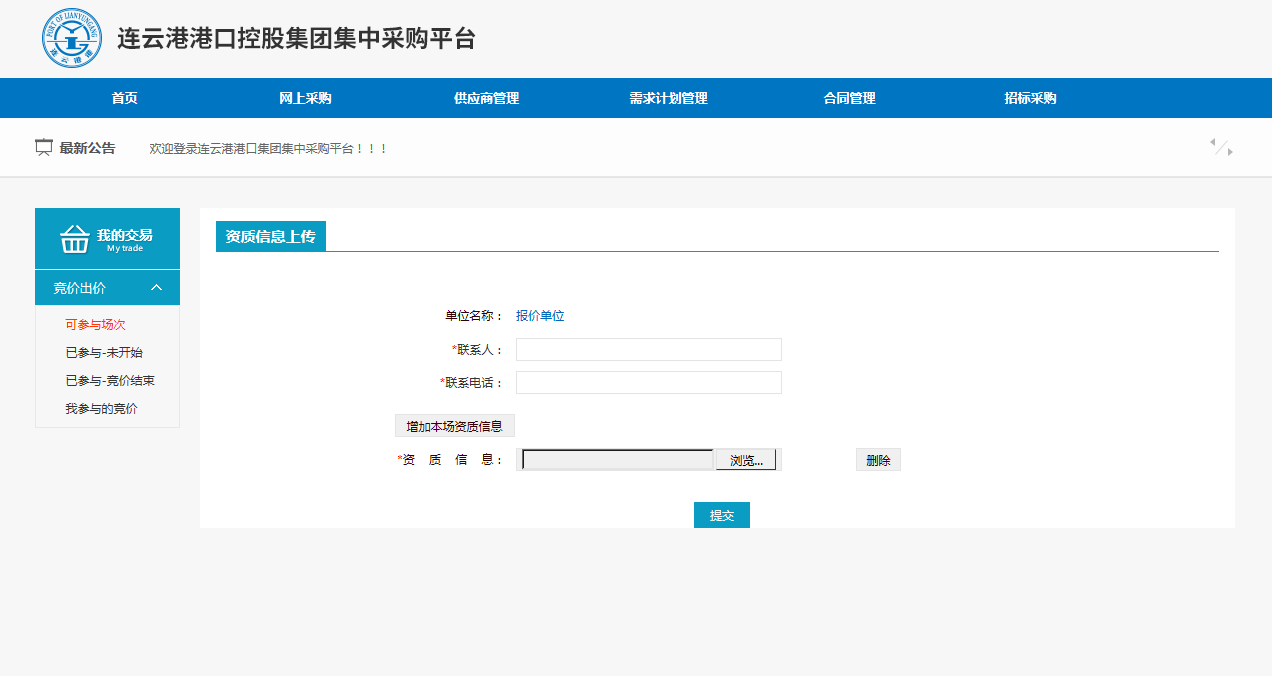 PORT OF LIANYUNGANG
连云港港
连云港港口控股集团集中采购平台
首页 网上采购 供应商管理 需求计划管理 合同管理 招标采购
最新公告 欢迎登录连云港港口集团集中采购平台！！！
我的交易
My trade
竞价出价
可参与场次
已参与-未开始
已参与-竞价结束
我参与的竞价
资质信息上传
单位名称： 报价单位
*联系人：
*联系电话：
增加本场资质信息
*资 质 信 息： 浏览... 删除
提交